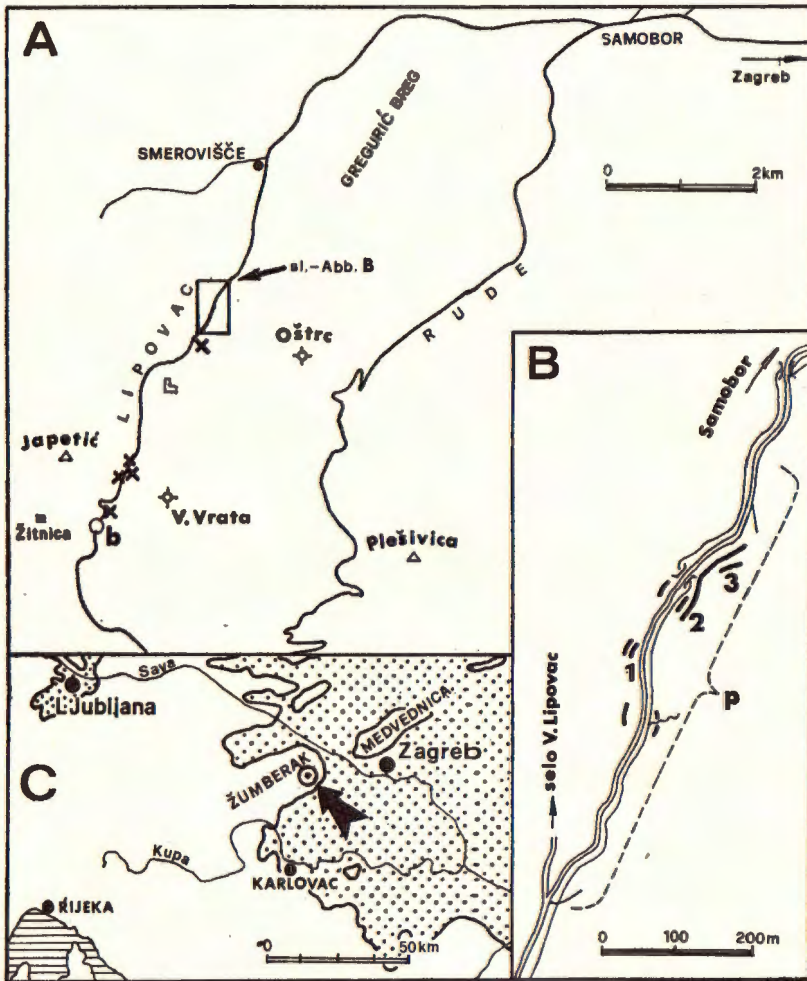 A
SAMOBOR
Zagreb
GREGURIĆ BREG
SMEROVIŠČE
0 2km
sl.-Abb. B
LIPOVAC
RUDE
Oštrc
Japetić
V. Vrata
Žitnica
b
Plešivica
B
Samobor
3
2
1
p
selo V. Lipovac
0 100 200m
C
Sava
Ljubljana
MEDVEDNICA
Zagreb
ŽUMBERAK
Kupa
KARLOVAC
RIJEKA
0 50km